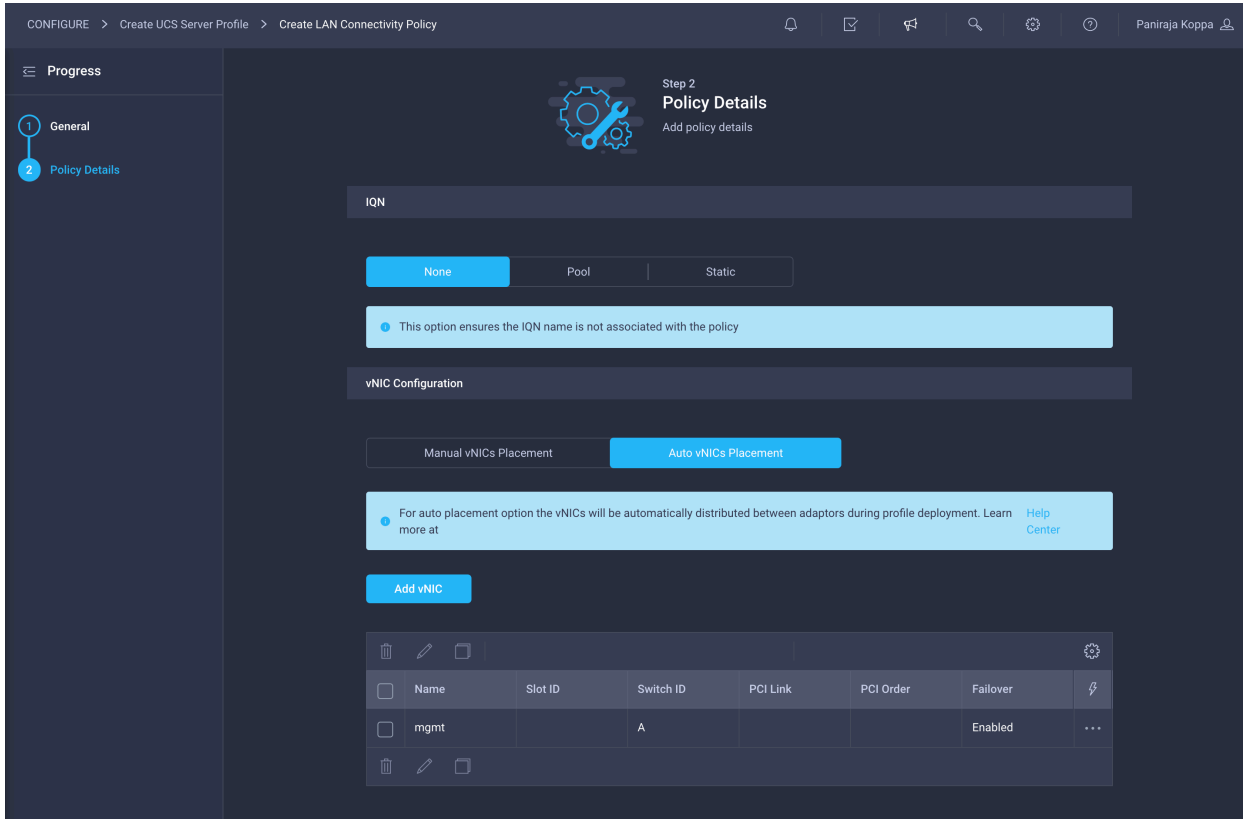 CONFIGURE > Create UCS Server Profile > Create LAN Connectivity Policy
Paniraja Koppa
Progress
1 General
2 Policy Details
Step 2
Policy Details
Add policy details
IQN
None Pool Static
This option ensures the IQN name is not associated with the policy
vNIC Configuration
Manual vNICs Placement Auto vNICs Placement
For auto placement option the vNICs will be automatically distributed between adaptors during profile deployment. Learn
more at
Help
Center
Add vNIC
Name Slot ID Switch ID PCI Link PCI Order Failover
mgmt A Enabled